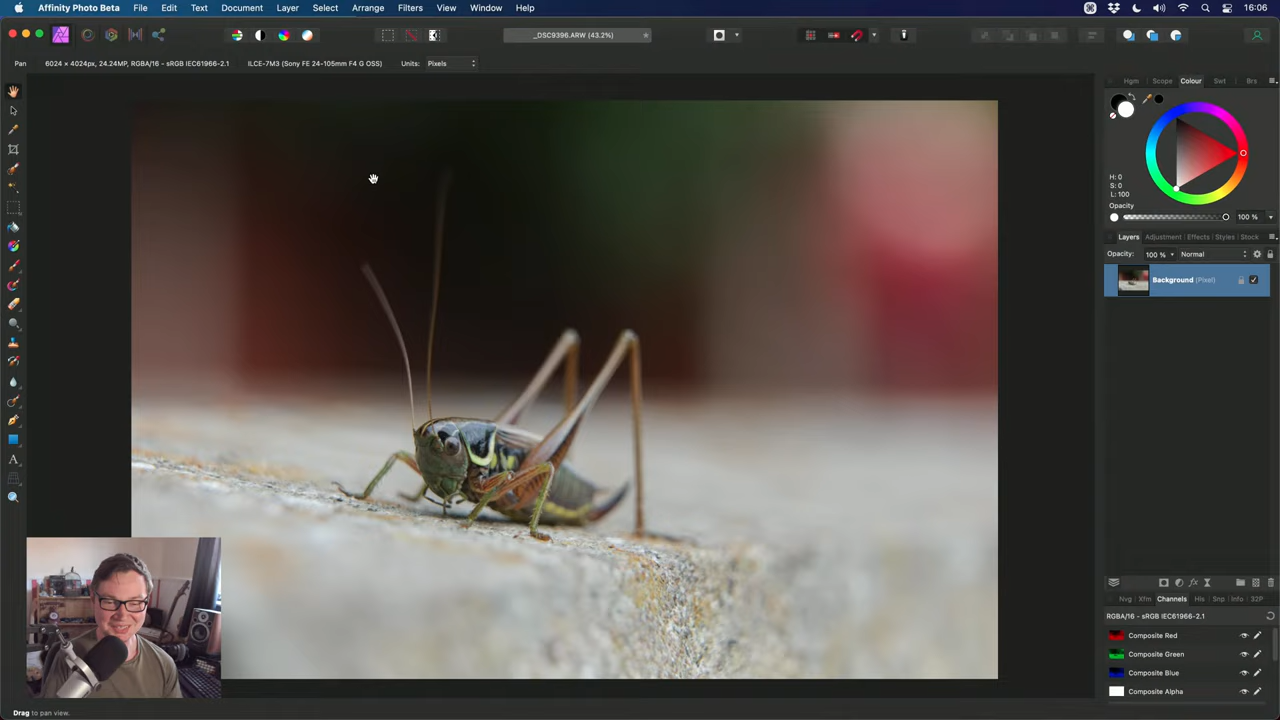 Affinity Photo Beta File Edit Text Document Layer Select Arrange Filters View Window Help 16:06
_DSC9396.ARW (43.2%)
Pan 6024 × 4024px, 24.24MP, RGBA/16 - sRGB IEC61966-2.1 ILCE-7M3 (Sony FE 24-105mm F4 G OSS) Units: Pixels
Hgm Scope Colour Swt Brs
H: 0
S: 0
L: 100
Opacity
100 %
Layers Adjustment Effects Styles Stock
Opacity: 100 % Normal
Background (Pixel)
fx
Nvg Xfm Channels His Snp Info 32P
RGBA/16 - sRGB IEC61966-2.1
Composite Red
Composite Green
Composite Blue
Composite Alpha
Drag to pan view.